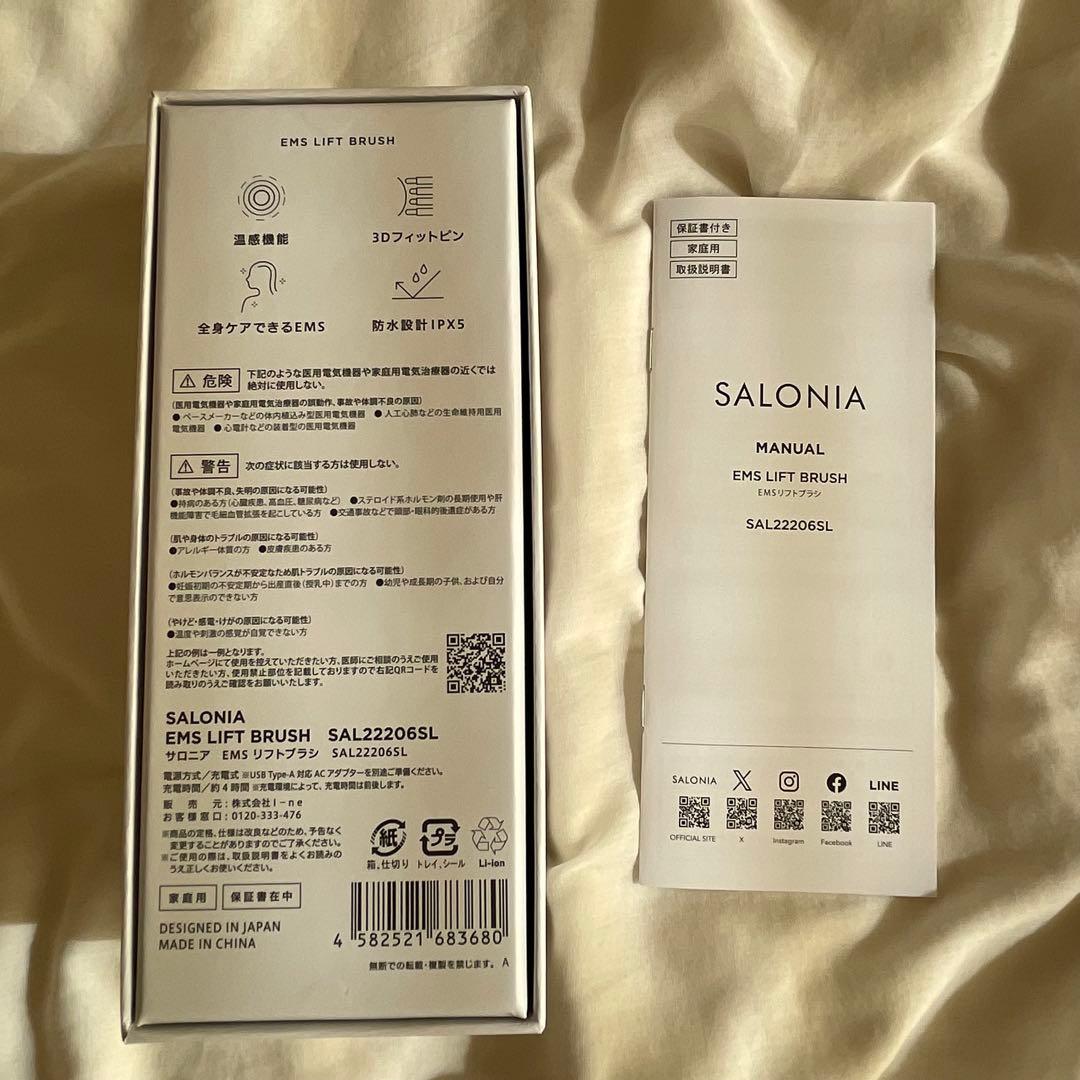 EMS LIFT BRUSH
温感機能
3Dフィットピン
全身ケアできるEMS
防水設計IPX5
危険
下記のような医用電気機器や家庭用電気治療器の近くでは
絶対に使用しない。
(医用電気機器や家庭用電気治療器の誤動作、事故や体調不良の原因)
●ペースメーカーなどの体内植込み型医用電気機器 ●人工心肺などの生命維持用医用
電気機器 ●心電計などの装着型の医用電気機器
警告
次の症状に該当する方は使用しない。
(事故や体調不良、失明の原因になる可能性)
●持病のある方(心臓疾患、高血圧、糖尿病など) ●ステロイド系ホルモン剤の長期使用や肝
機能障害で毛細血管拡張を起こしている方 ●交通事故などで頭部・眼科的後遺症がある方
(肌や身体のトラブルの原因になる可能性)
●アレルギー体質の方 ●皮膚疾患のある方
(ホルモンバランスが不安定なため肌トラブルの原因になる可能性)
●妊娠初期の不安定期から出産直後(授乳中)までの方 ●幼児や成長期の子供、および自分
で意思表示のできない方
(やけど・感電・けがの原因になる可能性)
●温度や刺激の感覚が自覚できない方
上記の例は一例となります。
ホームページにて使用を控えていただきたい方、医師にご相談のうえご使用
いただきたい方、使用禁止部位を記載しておりますので右記QRコードを
読み取りのうえご確認をお願いいたします。
SALONIA
EMS LIFT BRUSH SAL22206SL
サロニア EMS リフトブラシ SAL22206SL
電源方式/充電式 ※USB Type-A 対応 AC アダプターを別途ご準備ください。
充電時間/約4時間 ※充電環境によって、充電時間は前後します。
販売元:株式会社I-ne
お客様窓口:0120-333-476
※商品の定格、仕様は改良などのため、予告なく
変更することがありますのでご了承ください。
※ご使用の際は、取扱説明書をよくお読みの
うえ正しくお使いください。
紙
箱、仕切り
プラ
トレイ、シール
Li-ion
家庭用
保証書在中
DESIGNED IN JAPAN
MADE IN CHINA
4 582521 683680
無断での転載・複製を禁じます。 A
保証書付き
家庭用
取扱説明書
SALONIA
MANUAL
EMS LIFT BRUSH
EMSリフトブラシ
SAL22206SL
SALONIA
LINE
OFFICIAL SITE
X
Instagram
Facebook
LINE